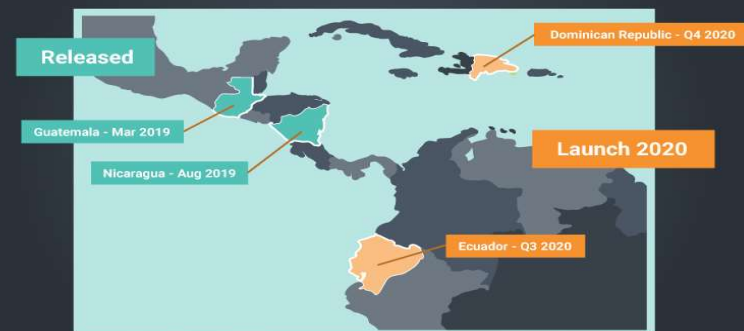 Dominican Republic - Q4 2020
Released
Guatemala - Mar 2019
Launch 2020
Nicaragua - Aug 2019
Ecuador - Q3 2020